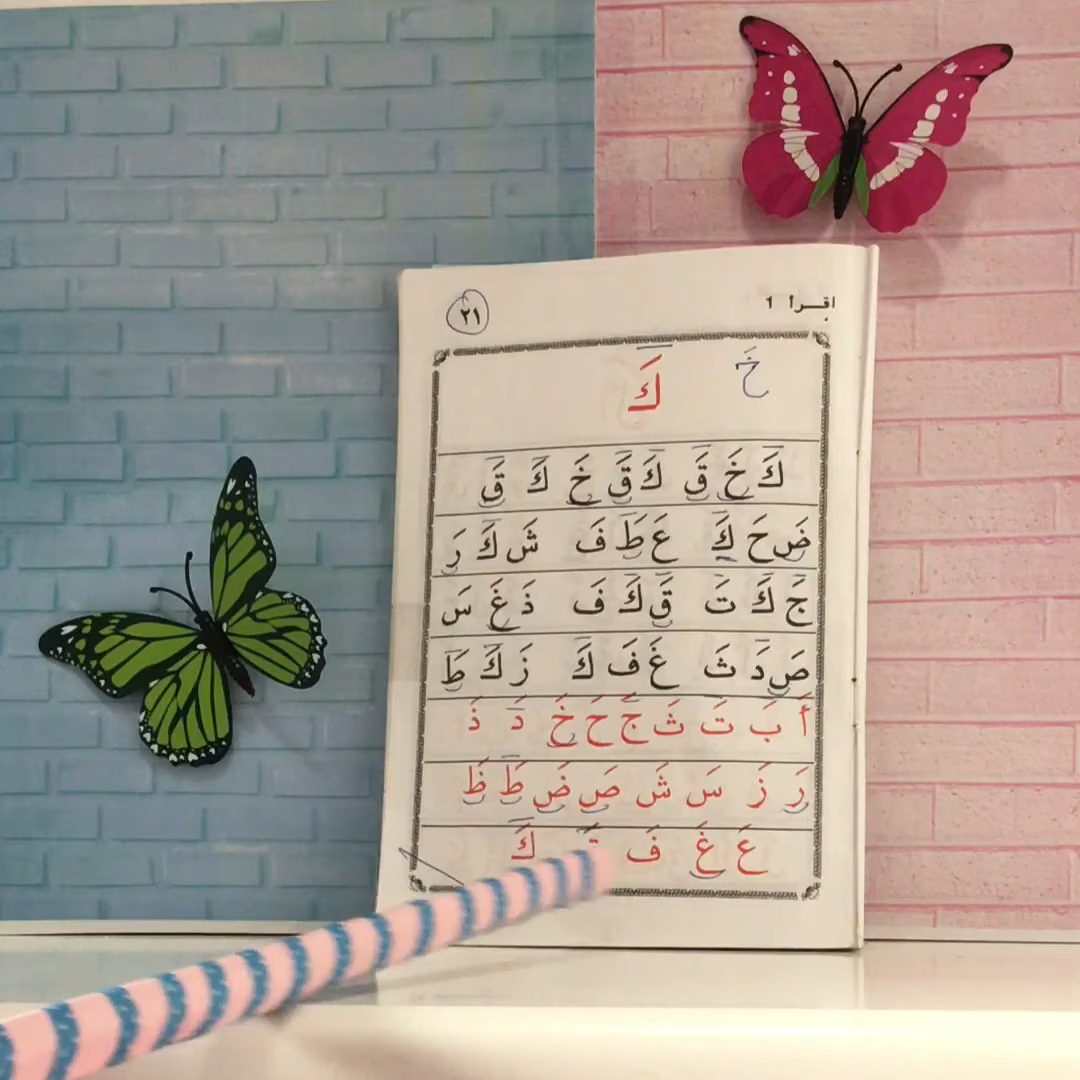 اقرأ ١ ٢١
خَ كَ
كَ خَ قَ كَ قَ خَ كَ قَ
ضَ حَ كَ عَ طَ فَ شَ كَ رَ
جَ كَ تَ قَ كَ فَ ذَ غَ سَ
صَ دَ ثَ غَ فَ كَ زَ كَ طَ
أَ بَ تَ ثَ جَ حَ خَ دَ ذَ
رَ زَ سَ شَ صَ ضَ طَ ظَ
عَ غَ فَ كَ